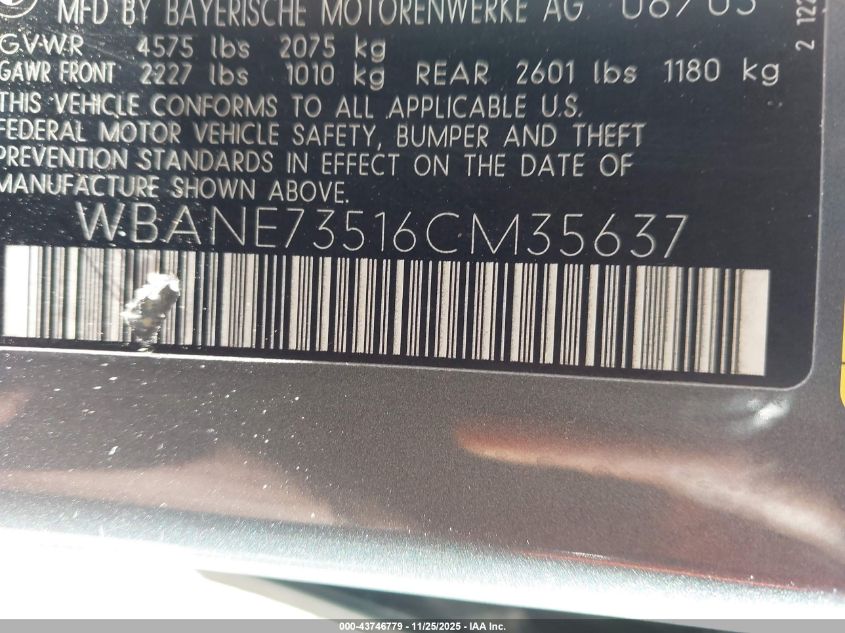 MFD BY BAYERISCHE MOTORENWERKE AG 06/05
G.V.W.R 4575 lbs 2075 kg
GAWR FRONT 2227 lbs 1010 kg REAR 2601 lbs 1180 kg
THIS VEHICLE CONFORMS TO ALL APPLICABLE U.S.
FEDERAL MOTOR VEHICLE SAFETY, BUMPER AND THEFT
PREVENTION STANDARDS IN EFFECT ON THE DATE OF
MANUFACTURE SHOWN ABOVE.
WBANE73516CM35637
000-43746779 - 11/25/2025 - IAA Inc.